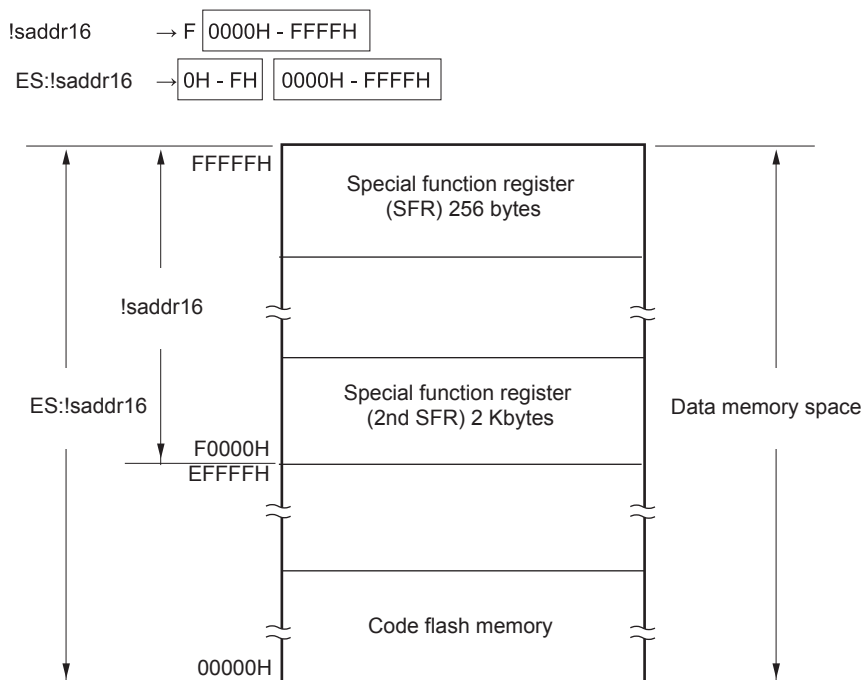 !saddr16 → F 0000H - FFFFH
ES:!saddr16 → 0H - FH 0000H - FFFFH
FFFFFH
Special function register
(SFR) 256 bytes
!saddr16
ES:!saddr16
Special function register
(2nd SFR) 2 Kbytes
Data memory space
F0000H
EFFFFH
Code flash memory
00000H